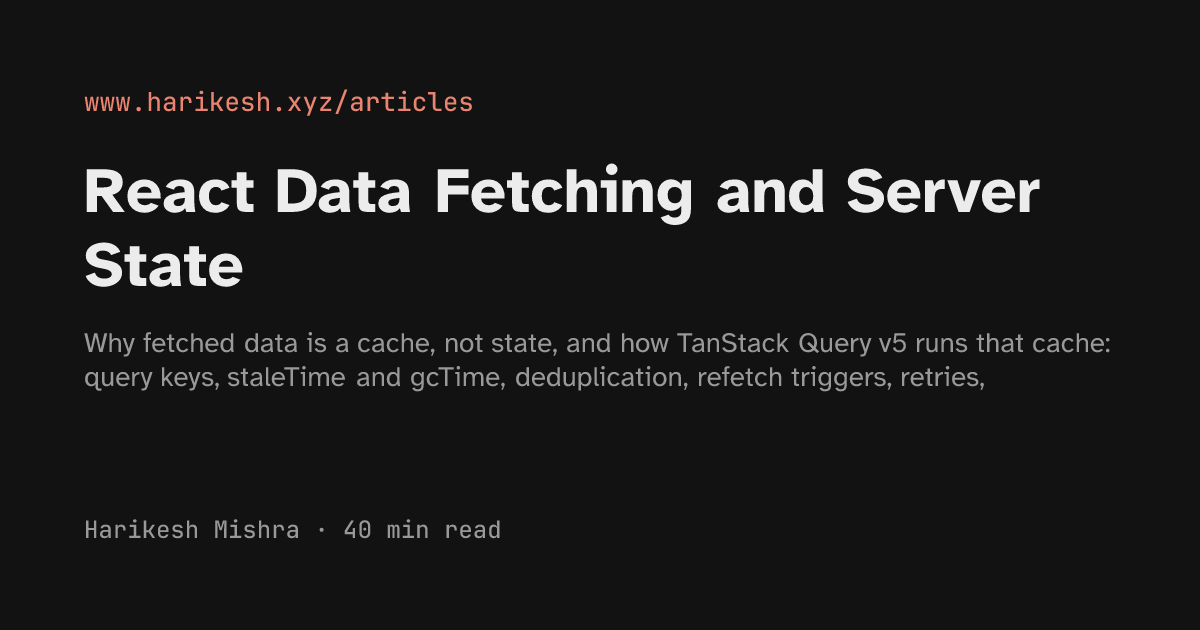 www.harikesh.xyz/articles
React Data Fetching and Server
State
Why fetched data is a cache, not state, and how TanStack Query v5 runs that cache:
query keys, staleTime and gcTime, deduplication, refetch triggers, retries,
Harikesh Mishra · 40 min read